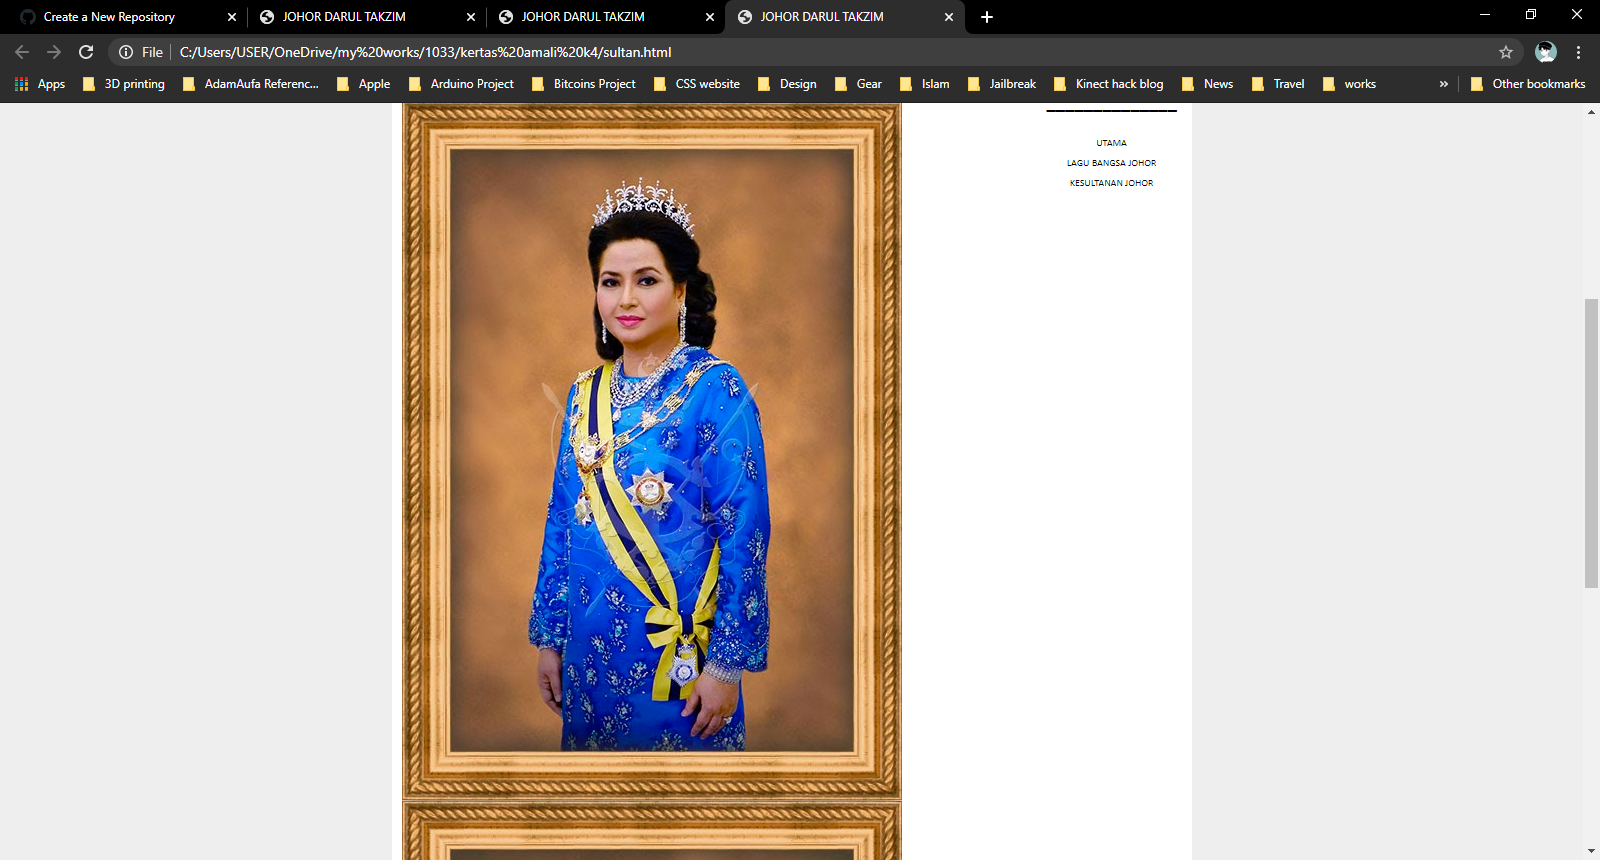 Create a New Repository
JOHOR DARUL TAKZIM
JOHOR DARUL TAKZIM
JOHOR DARUL TAKZIM
File
C:/Users/USER/OneDrive/my%20works/1033/kertas%20amali%20k4/sultan.html
Apps
3D printing
AdamAufa Referenc...
Apple
Arduino Project
Bitcoins Project
CSS website
Design
Gear
Islam
Jailbreak
Kinect hack blog
News
Travel
works
»
Other bookmarks
UTAMA
LAGU BANGSA JOHOR
KESULTANAN JOHOR